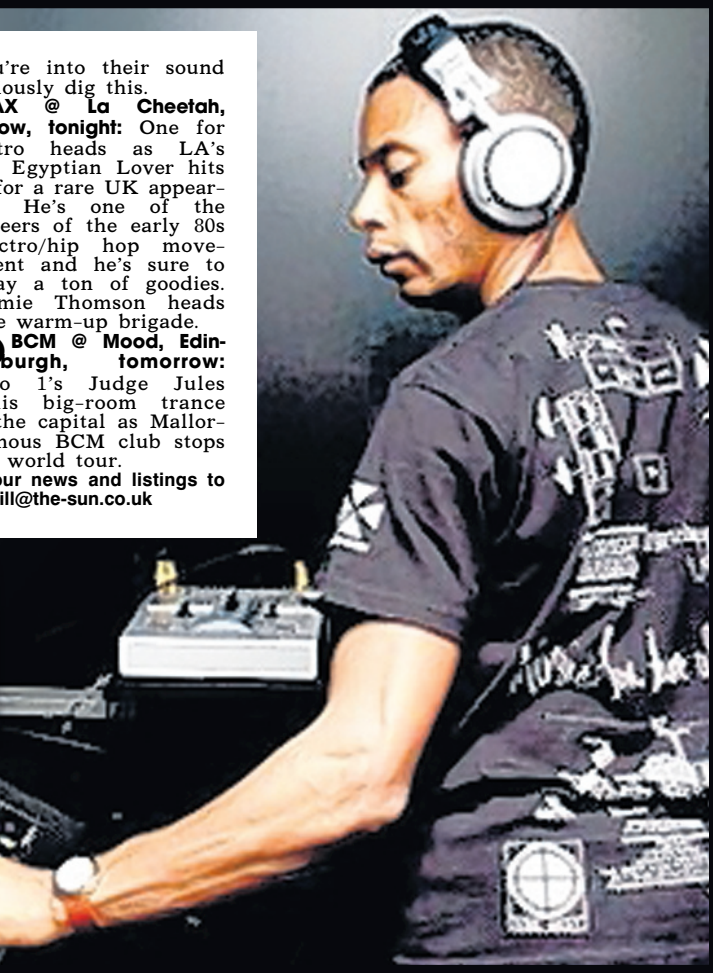 u're into their sound
iously dig this.
AX @ La Cheetah,
ow, tonight: One for
tro heads as LA's
Egyptian Lover hits
for a rare UK appear-
He's one of the
eers of the early 80s
ctro/hip hop move-
ent and he's sure to
ay a ton of goodies.
mie Thomson heads
e warm-up brigade.
BCM @ Mood, Edin-
burgh, tomorrow:
o 1's Judge Jules
is big-room trance
the capital as Mallor-
nous BCM club stops
world tour.
our news and listings to
ill@the-sun.co.uk